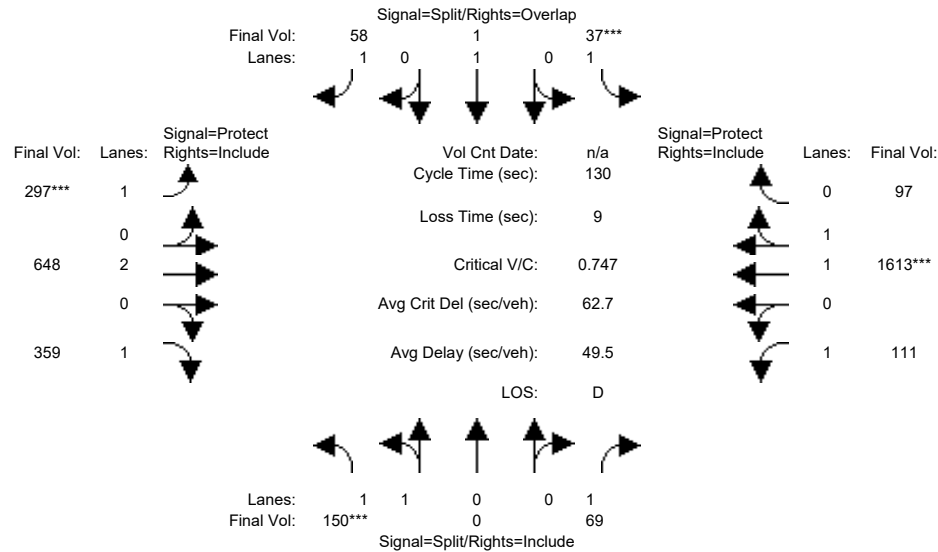 Signal=Split/Rights=Overlap
Final Vol: 58 1 37***
Lanes: 1 0 1 0 1
Signal=Protect
Final Vol: Lanes: Rights=Include
Vol Cnt Date: n/a
Signal=Protect
Rights=Include Lanes: Final Vol:
Cycle Time (sec): 130
297*** 1
0 97
Loss Time (sec): 9
0
1
648 2
Critical V/C: 0.747
1 1613***
0
Avg Crit Del (sec/veh): 62.7
0
359 1
Avg Delay (sec/veh): 49.5
1 111
LOS: D
Lanes: 1 1 0 0 1
Final Vol: 150*** 0 69
Signal=Split/Rights=Include